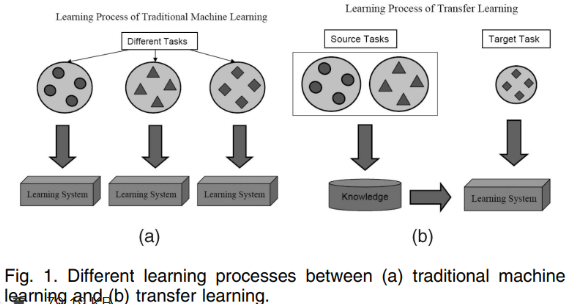 Learning Process of Traditional Machine Learning
Different Tasks
Learning System
Learning System
Learning System
(a)
Learning Process of Transfer Learning
Source Tasks
Target Task
Knowledge
Learning System
(b)
Fig. 1. Different learning processes between (a) traditional machine
learning and (b) transfer learning.